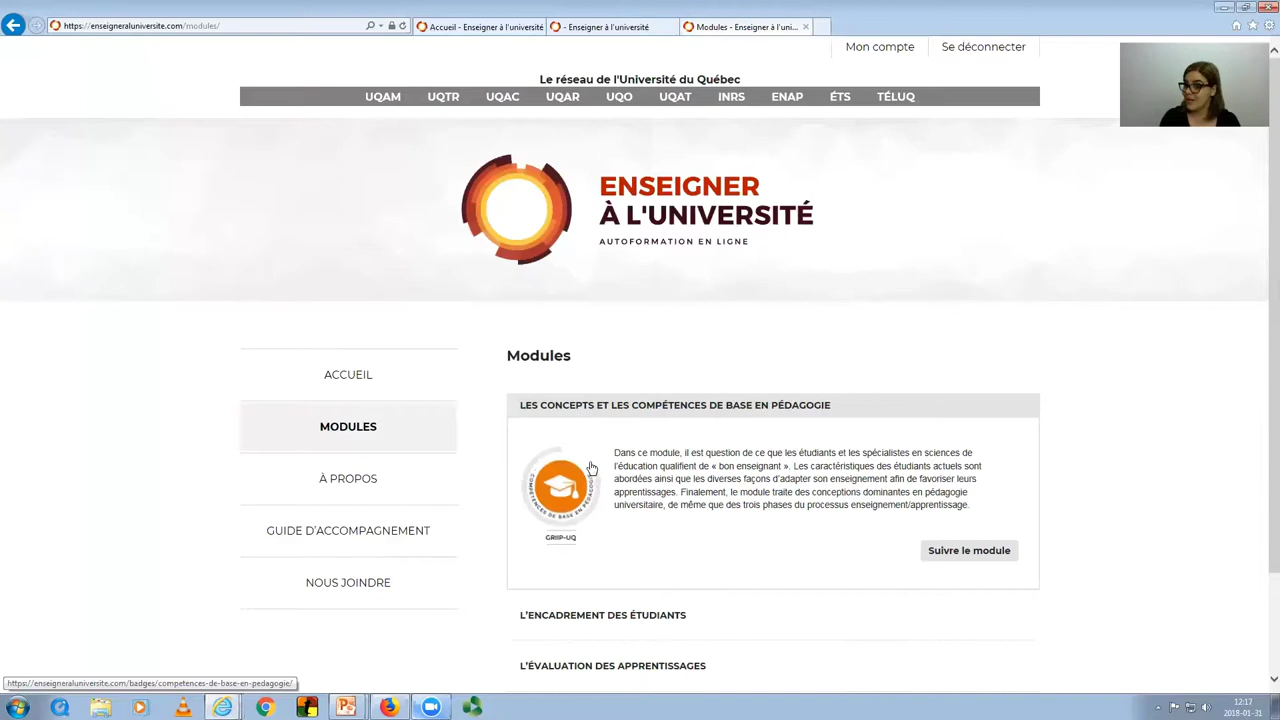 https://enseigneraluniversite.com/modules/
Accueil - Enseigner à l'université
- Enseigner à l'université
Modules - Enseigner à l'uni...
Mon compte
Se déconnecter
Le réseau de l'Université du Québec
UQAM UQTR UQAC UQAR UQO UQAT INRS ENAP ÉTS TÉLUQ
ENSEIGNER
À L'UNIVERSITÉ
AUTOFORMATION EN LIGNE
ACCUEIL
MODULES
À PROPOS
GUIDE D'ACCOMPAGNEMENT
NOUS JOINDRE
Modules
LES CONCEPTS ET LES COMPÉTENCES DE BASE EN PÉDAGOGIE
COMPÉTENCES DE BASE EN PÉDAGOGIE
GRIIP-UQ
Dans ce module, il est question de ce que les étudiants et les spécialistes en sciences de
l'éducation qualifient de « bon enseignant ». Les caractéristiques des étudiants actuels sont
abordées ainsi que les diverses façons d'adapter son enseignement afin de favoriser leurs
apprentissages. Finalement, le module traite des conceptions dominantes en pédagogie
universitaire, de même que des trois phases du processus enseignement/apprentissage.
Suivre le module
L'ENCADREMENT DES ÉTUDIANTS
L'ÉVALUATION DES APPRENTISSAGES
https://enseigneraluniversite.com/badges/competences-de-base-en-pedagogie/...
12:17
2018-01-31